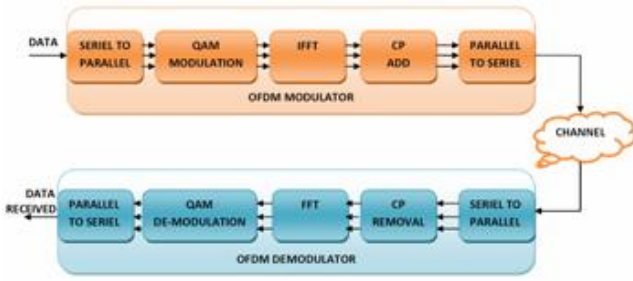 DATA
SERIEL TO
PARALLEL
QAM
MODULATION
IFFT
CP
ADD
PARALLEL
TO SERIEL
OFDM MODULATOR
CHANNEL
DATA
RECEIVED
PARALLEL
TO SERIEL
QAM
DE-MODULATION
FFT
CP
REMOVAL
SERIEL TO
PARALLEL
OFDM DEMODULATOR